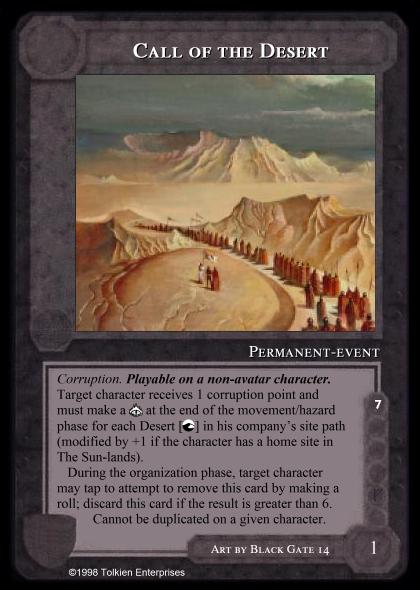 Call of the Desert
Permanent-event
Corruption. Playable on a non-avatar character.
Target character receives 1 corruption point and
must make a at the end of the movement/hazard
phase for each Desert [ ] in his company's site path
(modified by +1 if the character has a home site in
The Sun-lands).
During the organization phase, target character
may tap to attempt to remove this card by making a
roll; discard this card if the result is greater than 6.
Cannot be duplicated on a given character.
7
Art by Black Gate 14
1
©1998 Tolkien Enterprises